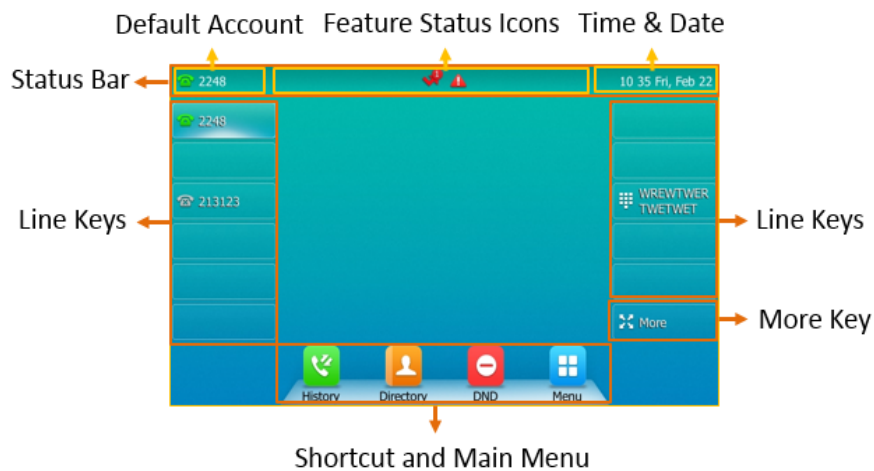 Default Account Feature Status Icons Time & Date
Status Bar 2248 10 35 Fri, Feb 22
2248
213123 WREWTWER
TWETWET
Line Keys Line Keys
More More Key
History Directory DND Menu
Shortcut and Main Menu